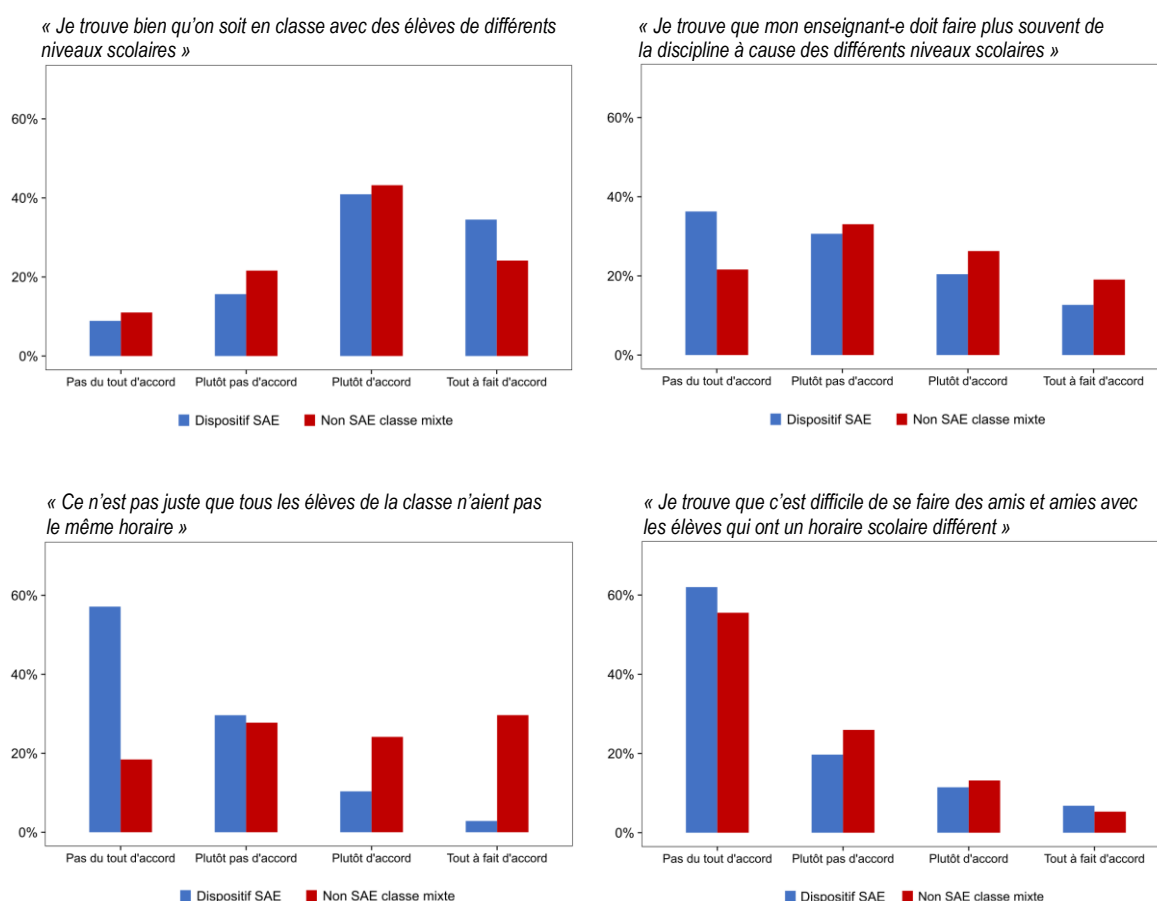 « Je trouve bien qu'on soit en classe avec des élèves de différents
niveaux scolaires »
60%
40%
20%
0%
Pas du tout d'accord Plutôt pas d'accord Plutôt d'accord Tout à fait d'accord
Dispositif SAE Non SAE classe mixte
« Je trouve que mon enseignant-e doit faire plus souvent de
la discipline à cause des différents niveaux scolaires »
60%
40%
20%
0%
Pas du tout d'accord Plutôt pas d'accord Plutôt d'accord Tout à fait d'accord
Dispositif SAE Non SAE classe mixte
« Ce n'est pas juste que tous les élèves de la classe n'aient pas
le même horaire »
60%
40%
20%
0%
Pas du tout d'accord Plutôt pas d'accord Plutôt d'accord Tout à fait d'accord
Dispositif SAE Non SAE classe mixte
« Je trouve que c'est difficile de se faire des amis et amies avec
les élèves qui ont un horaire scolaire différent »
60%
40%
20%
0%
Pas du tout d'accord Plutôt pas d'accord Plutôt d'accord Tout à fait d'accord
Dispositif SAE Non SAE classe mixte